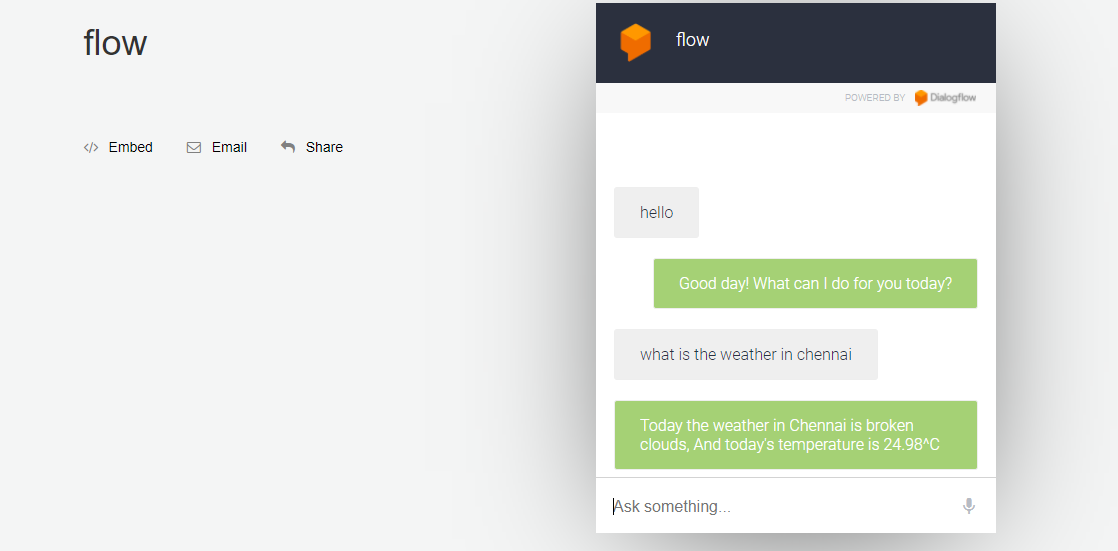 flow
Embed
Email
Share
flow
POWERED BY Dialogflow
hello
Good day! What can I do for you today?
what is the weather in chennai
Today the weather in Chennai is broken
clouds, And today's temperature is 24.98^C
Ask something...